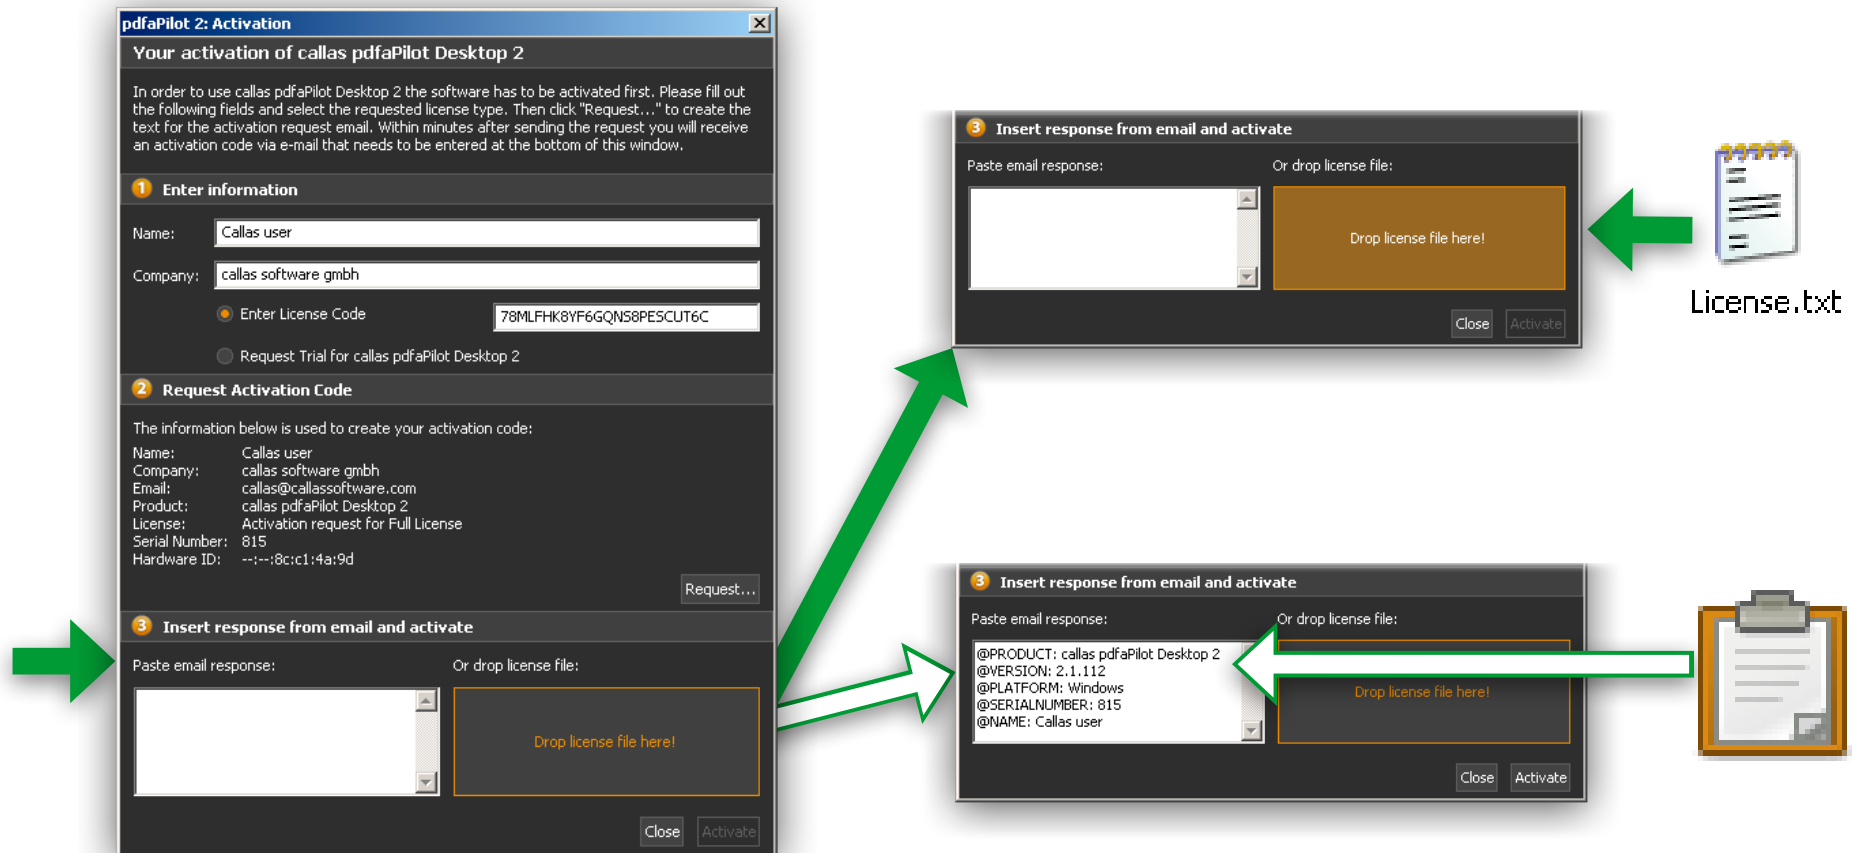 pdfaPilot 2: Activation
Your activation of callas pdfaPilot Desktop 2
In order to use callas pdfaPilot Desktop 2 the software has to be activated first. Please fill out
the following fields and select the requested license type. Then click "Request..." to create the
text for the activation request email. Within minutes after sending the request you will receive
an activation code via e-mail that needs to be entered at the bottom of this window.
1 Enter information
Name: Callas user
Company: callas software gmbh
Enter License Code 78MLFHK8YF6GQNS8PESCUT6C
Request Trial for callas pdfaPilot Desktop 2
2 Request Activation Code
The information below is used to create your activation code:
Name: Callas user
Company: callas software gmbh
Email: callas@callassoftware.com
Product: callas pdfaPilot Desktop 2
License: Activation request for Full License
Serial Number: 815
Hardware ID: --:--:8c:c1:4a:9d
Request...
3 Insert response from email and activate
Paste email response: Or drop license file:
Drop license file here!
Close Activate
3 Insert response from email and activate
Paste email response: Or drop license file:
Drop license file here!
Close Activate
License.txt
3 Insert response from email and activate
Paste email response: Or drop license file:
@PRODUCT: callas pdfaPilot Desktop 2
@VERSION: 2.1.112
@PLATFORM: Windows
@SERIALNUMBER: 815
@NAME: Callas user
Drop license file here!
Close Activate